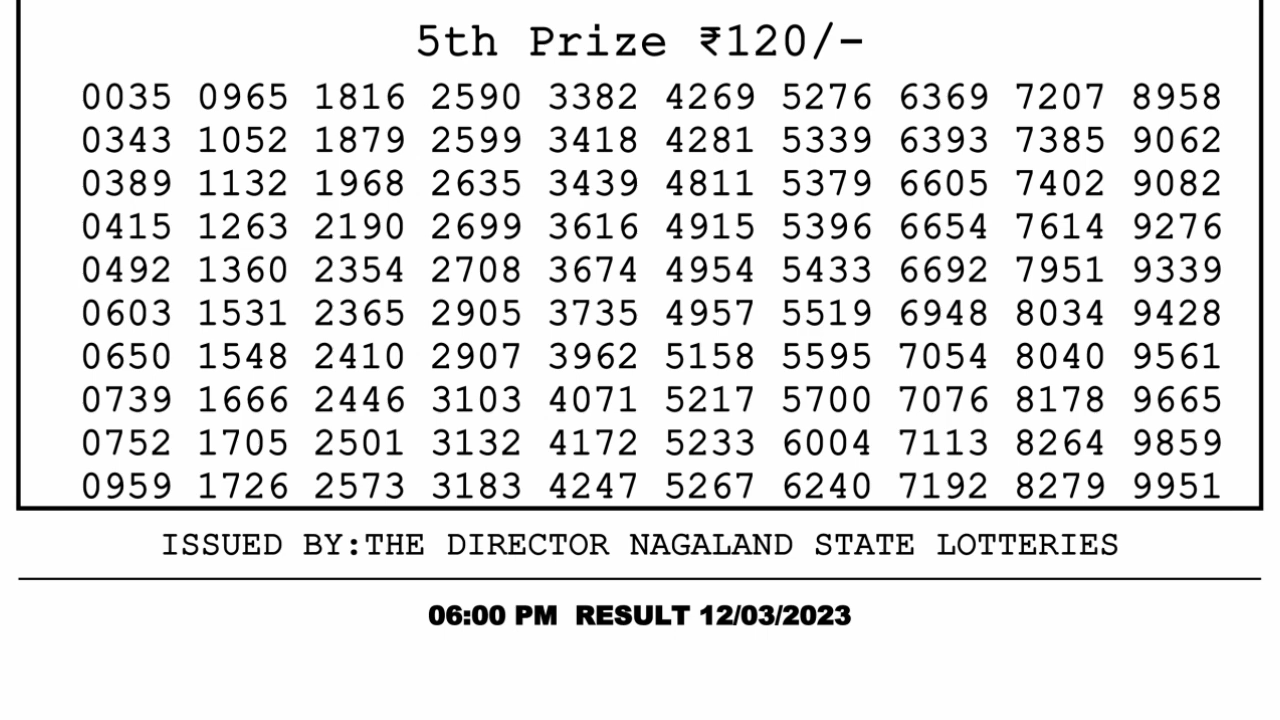 5th Prize ₹120/-
0035 0965 1816 2590 3382 4269 5276 6369 7207 8958
0343 1052 1879 2599 3418 4281 5339 6393 7385 9062
0389 1132 1968 2635 3439 4811 5379 6605 7402 9082
0415 1263 2190 2699 3616 4915 5396 6654 7614 9276
0492 1360 2354 2708 3674 4954 5433 6692 7951 9339
0603 1531 2365 2905 3735 4957 5519 6948 8034 9428
0650 1548 2410 2907 3962 5158 5595 7054 8040 9561
0739 1666 2446 3103 4071 5217 5700 7076 8178 9665
0752 1705 2501 3132 4172 5233 6004 7113 8264 9859
0959 1726 2573 3183 4247 5267 6240 7192 8279 9951
ISSUED BY:THE DIRECTOR NAGALAND STATE LOTTERIES
06:00 PM RESULT 12/03/2023